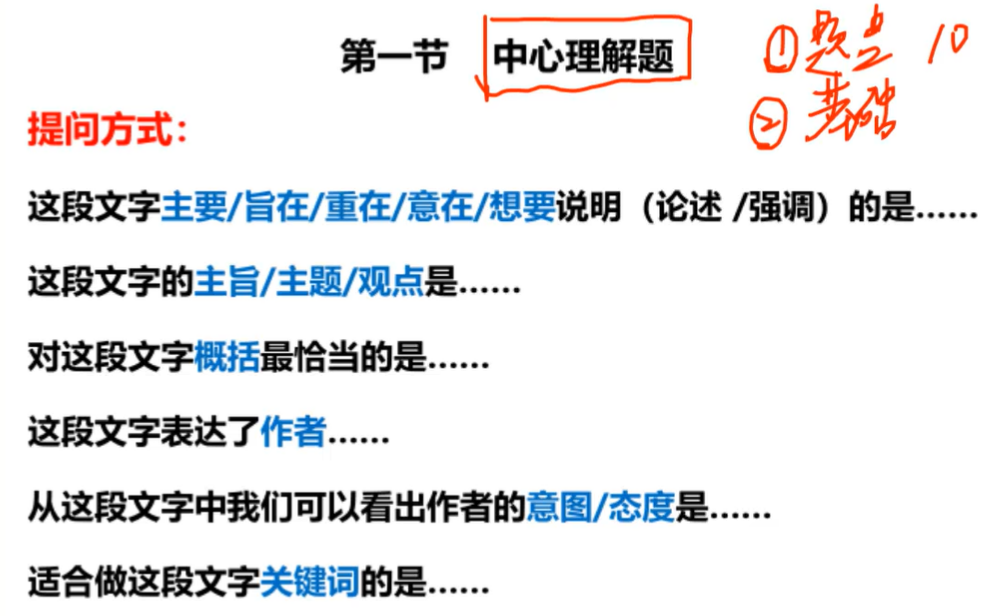 第一节 中心理解题
① 题量 10
② 基础
提问方式：
这段文字主要/旨在/重在/意在/想要说明（论述 /强调）的是……
这段文字的主旨/主题/观点是……
对这段文字概括最恰当的是……
这段文字表达了作者……
从这段文字中我们可以看出作者的意图/态度是……
适合做这段文字关键词的是……